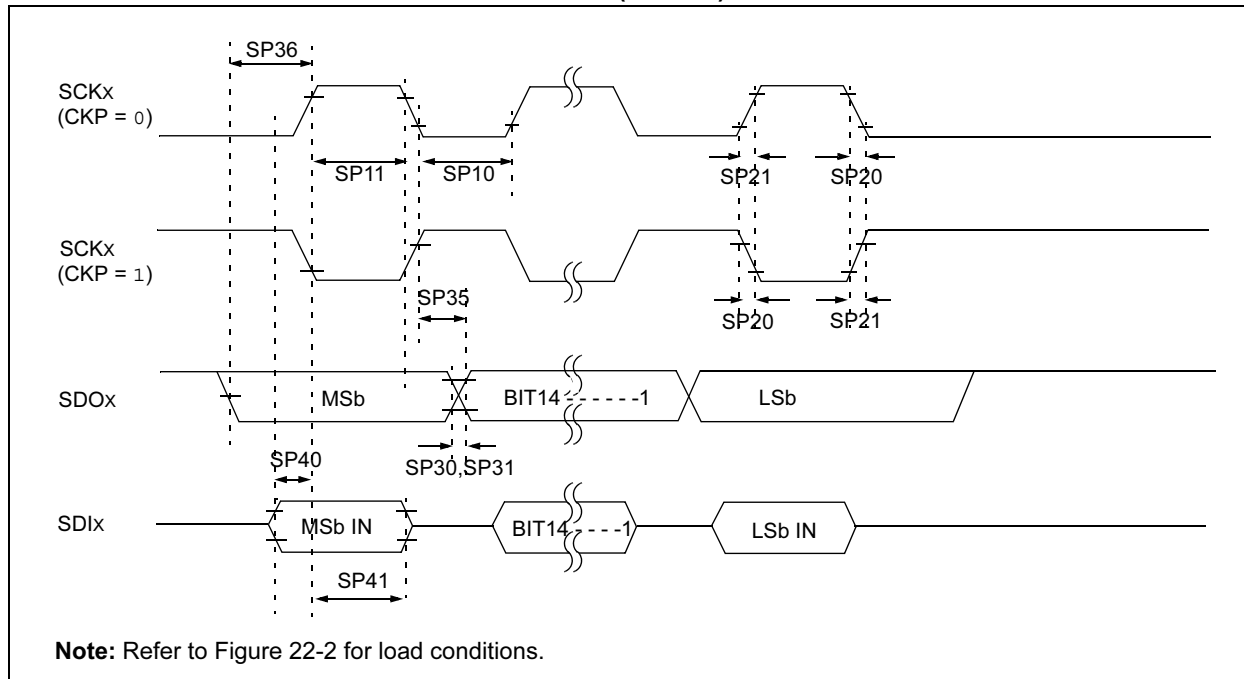 SP36
SCKx
(CKP = 0)
SP11
SP10
SP21
SP20
SCKx
(CKP = 1)
SP35
SP20
SP21
SDOx
MSb
BIT14 - - - - - -1
LSb
SP40
SP30,SP31
SDIx
MSb IN
BIT14 - - - - -1
LSb IN
SP41
Note: Refer to Figure 22-2 for load conditions.